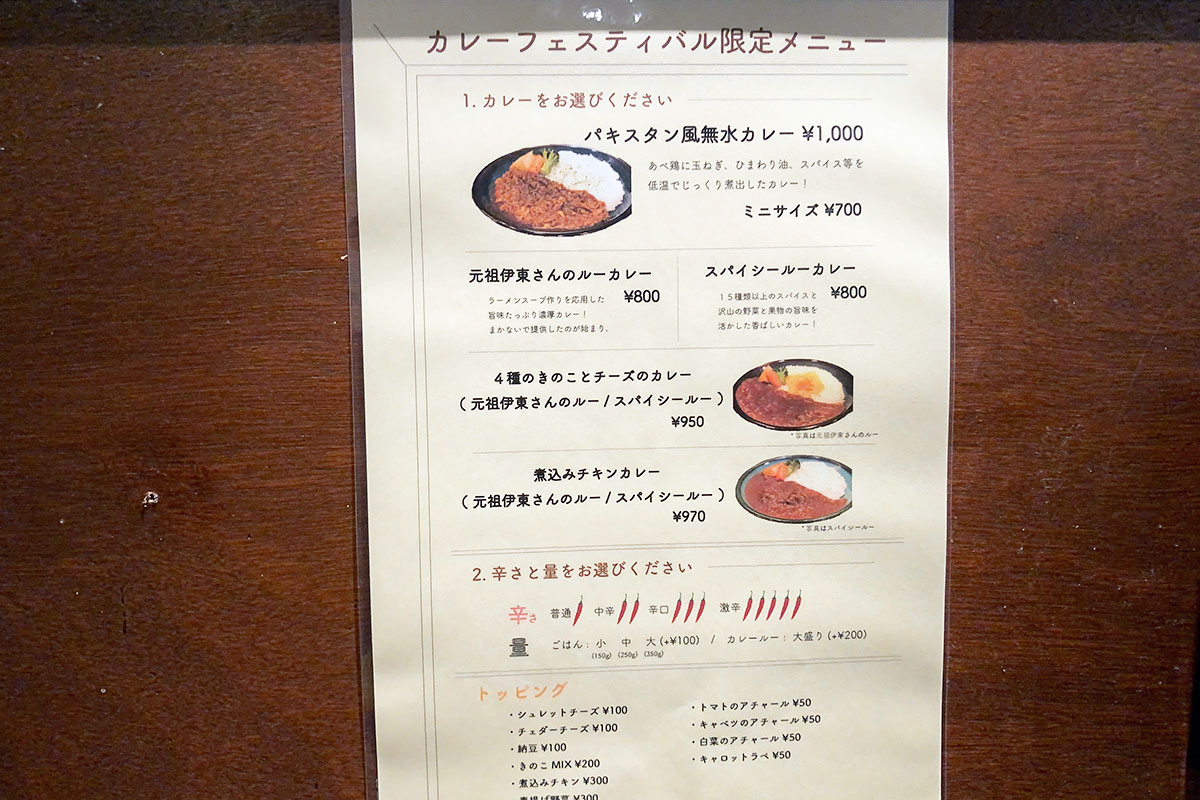 カレーフェスティバル限定メニュー
1. カレーをお選びください
パキスタン風無水カレー ¥1,000
あべ鶏に玉ねぎ、ひまわり油、スパイス等を
低温でじっくり煮出したカレー！
ミニサイズ ¥700
元祖伊東さんのルーカレー
¥800
ラーメンスープ作りを応用した
旨味たっぷり濃厚カレー！
まかないで提供したのが始まり。
スパイシールーカレー
¥800
１５種類以上のスパイスと
沢山の野菜と果物の旨味を
活かした香ばしいカレー！
４種のきのことチーズのカレー
( 元祖伊東さんのルー / スパイシールー )
¥950
*写真は元祖伊東さんのルー
煮込みチキンカレー
( 元祖伊東さんのルー / スパイシールー )
¥970
*写真はスパイシールー
2. 辛さと量をお選びください
辛さ 普通 中辛 辛口 激辛
量 ごはん : 小 中 大 (+¥100) / カレールー : 大盛り (+¥200)
(150g) (250g) (350g)
トッピング
・シュレットチーズ ¥100
・チェダーチーズ ¥100
・納豆 ¥100
・きのこ MIX ¥200
・煮込みチキン ¥300
・素揚げ野菜 ¥300
・トマトのアチャール ¥50
・キャベツのアチャール ¥50
・白菜のアチャール ¥50
・キャロットラペ ¥50